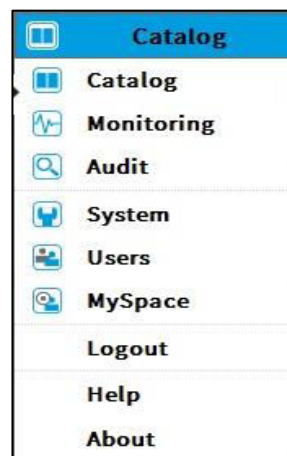 Catalog
Catalog
Monitoring
Audit
System
Users
MySpace
Logout
Help
About